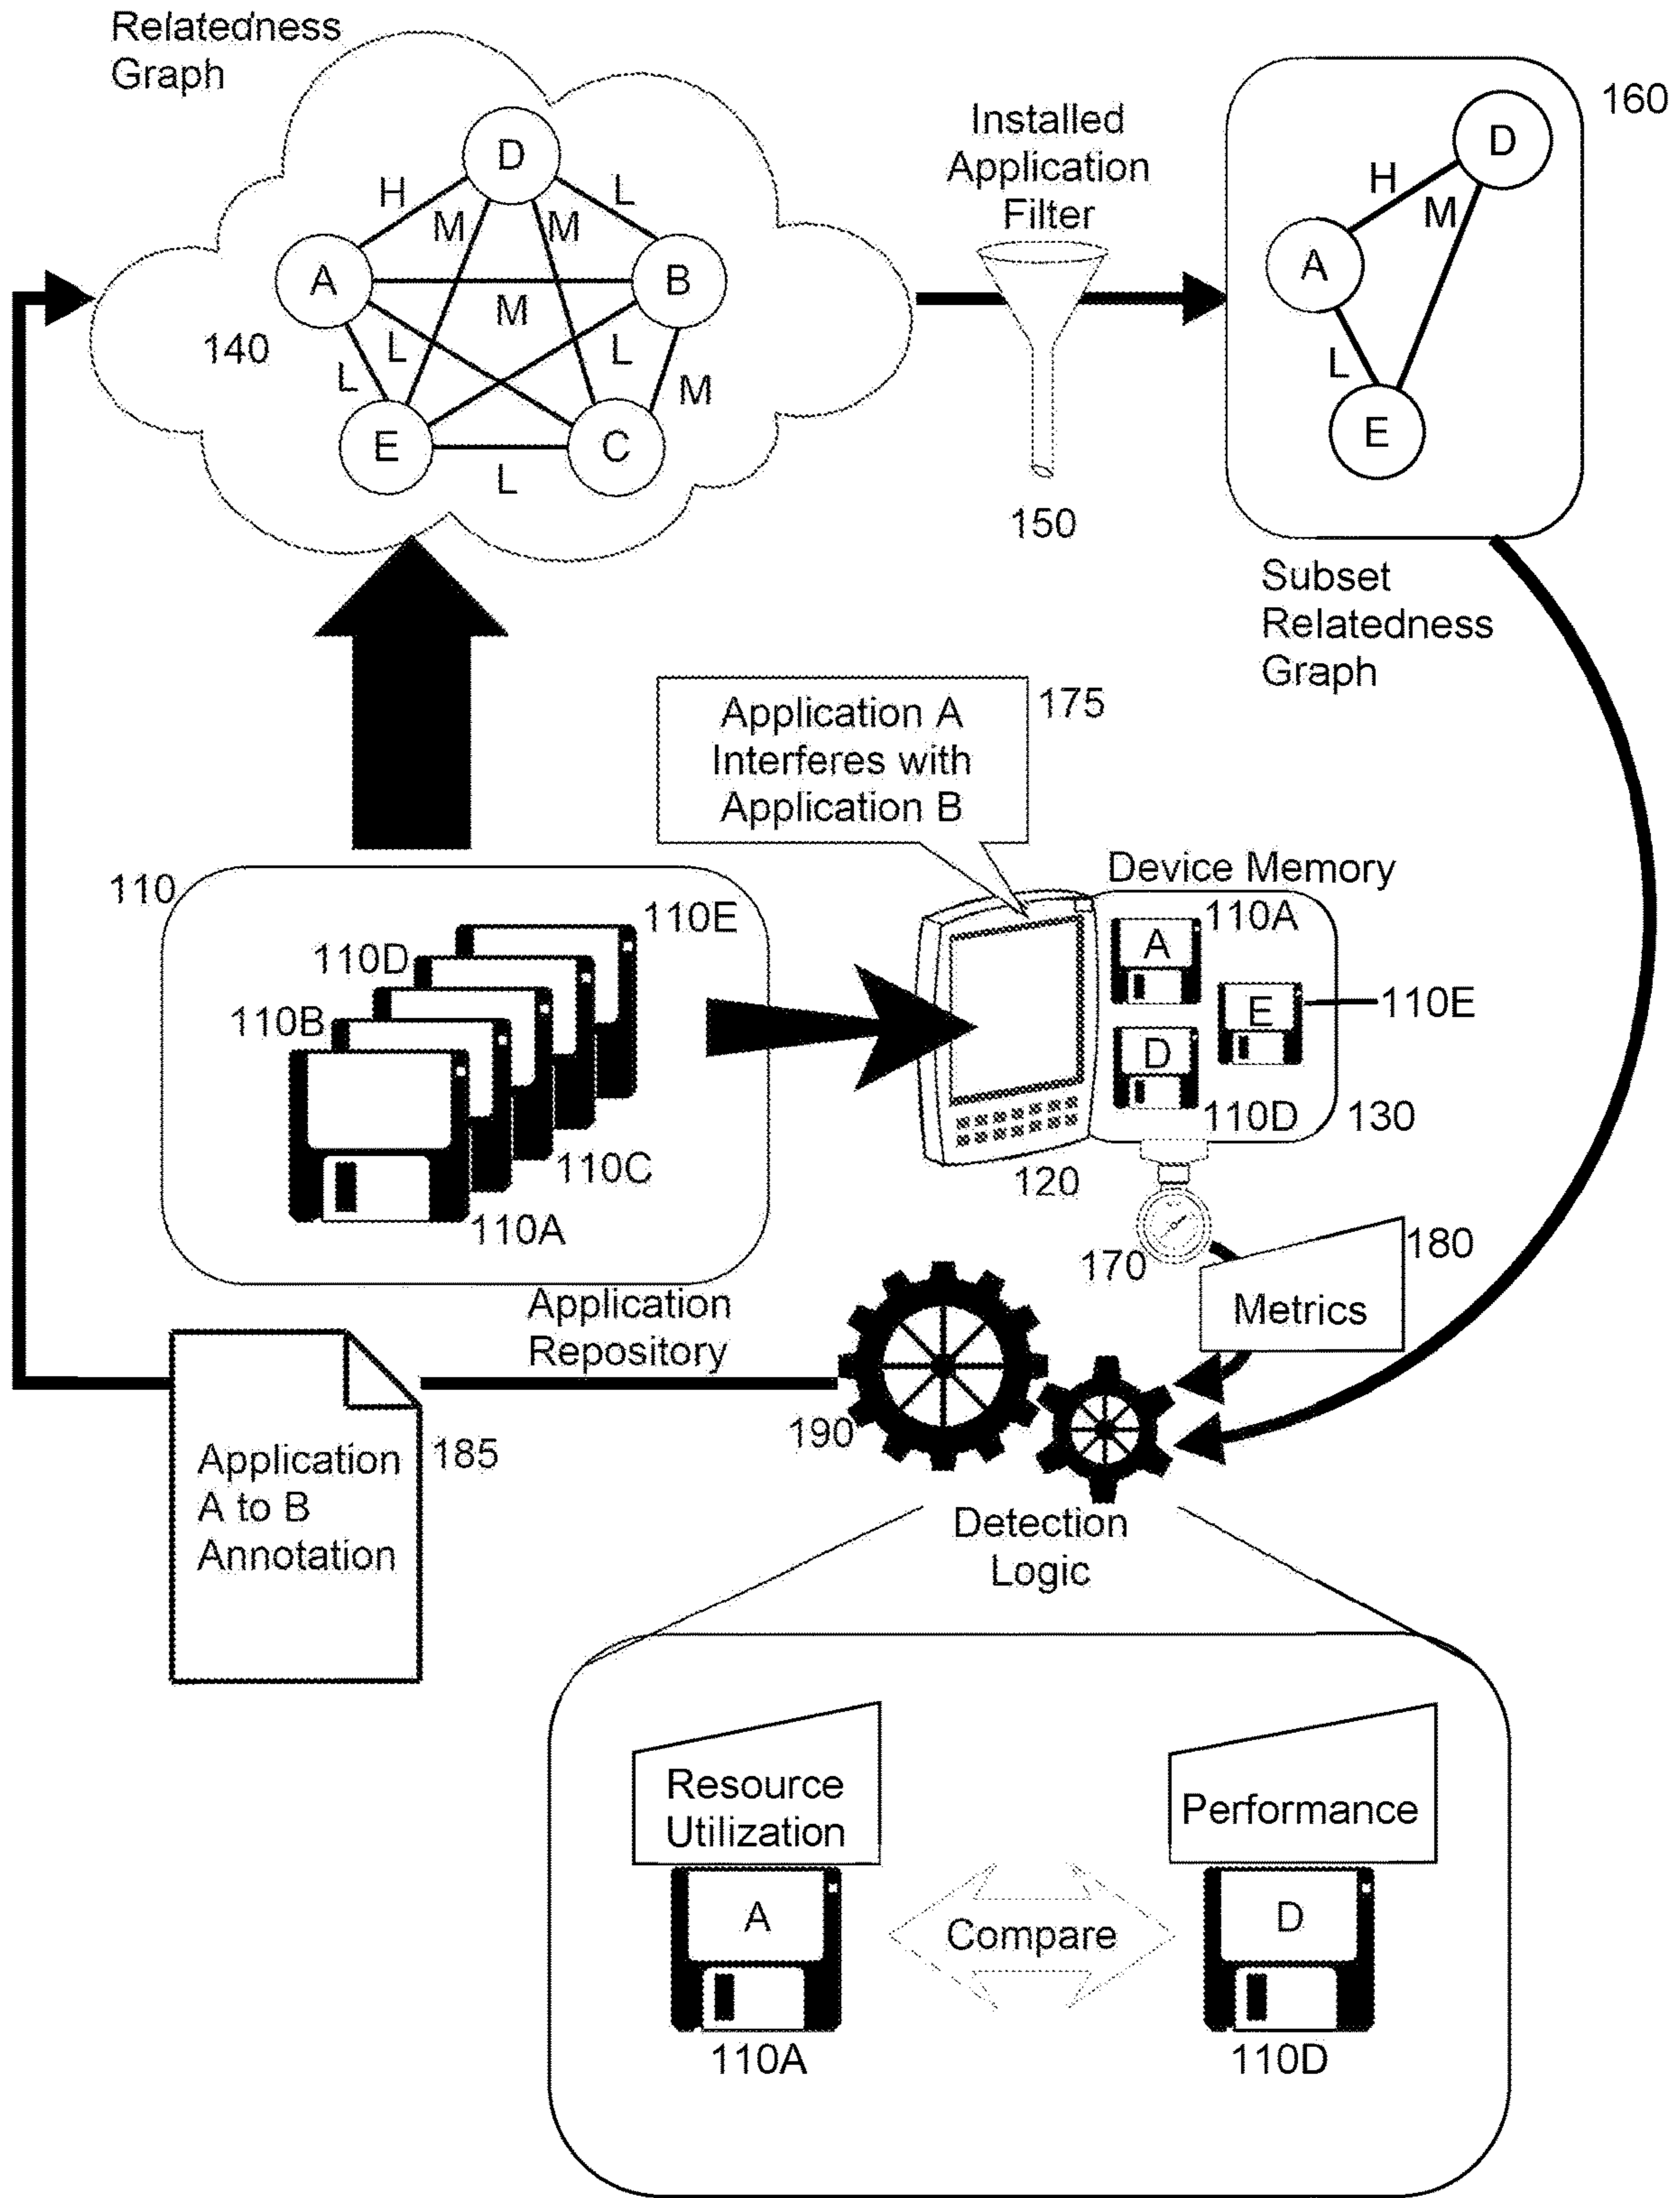 Relatedness
Graph
D
H
L
M
M
A
B
M
140
L
L
L
M
E
C
L
Installed
Application
Filter
150
160
D
H
M
A
L
E
Subset
Relatedness
Graph
Application A
Interferes with
Application B
175
110
110E
110D
110B
110C
110A
Application
Repository
Device Memory
110A
A
E
110E
D
110D
130
120
170
180
Metrics
190
Detection
Logic
Application
A to B
Annotation
185
Resource
Utilization
Performance
A
Compare
D
110A
110D